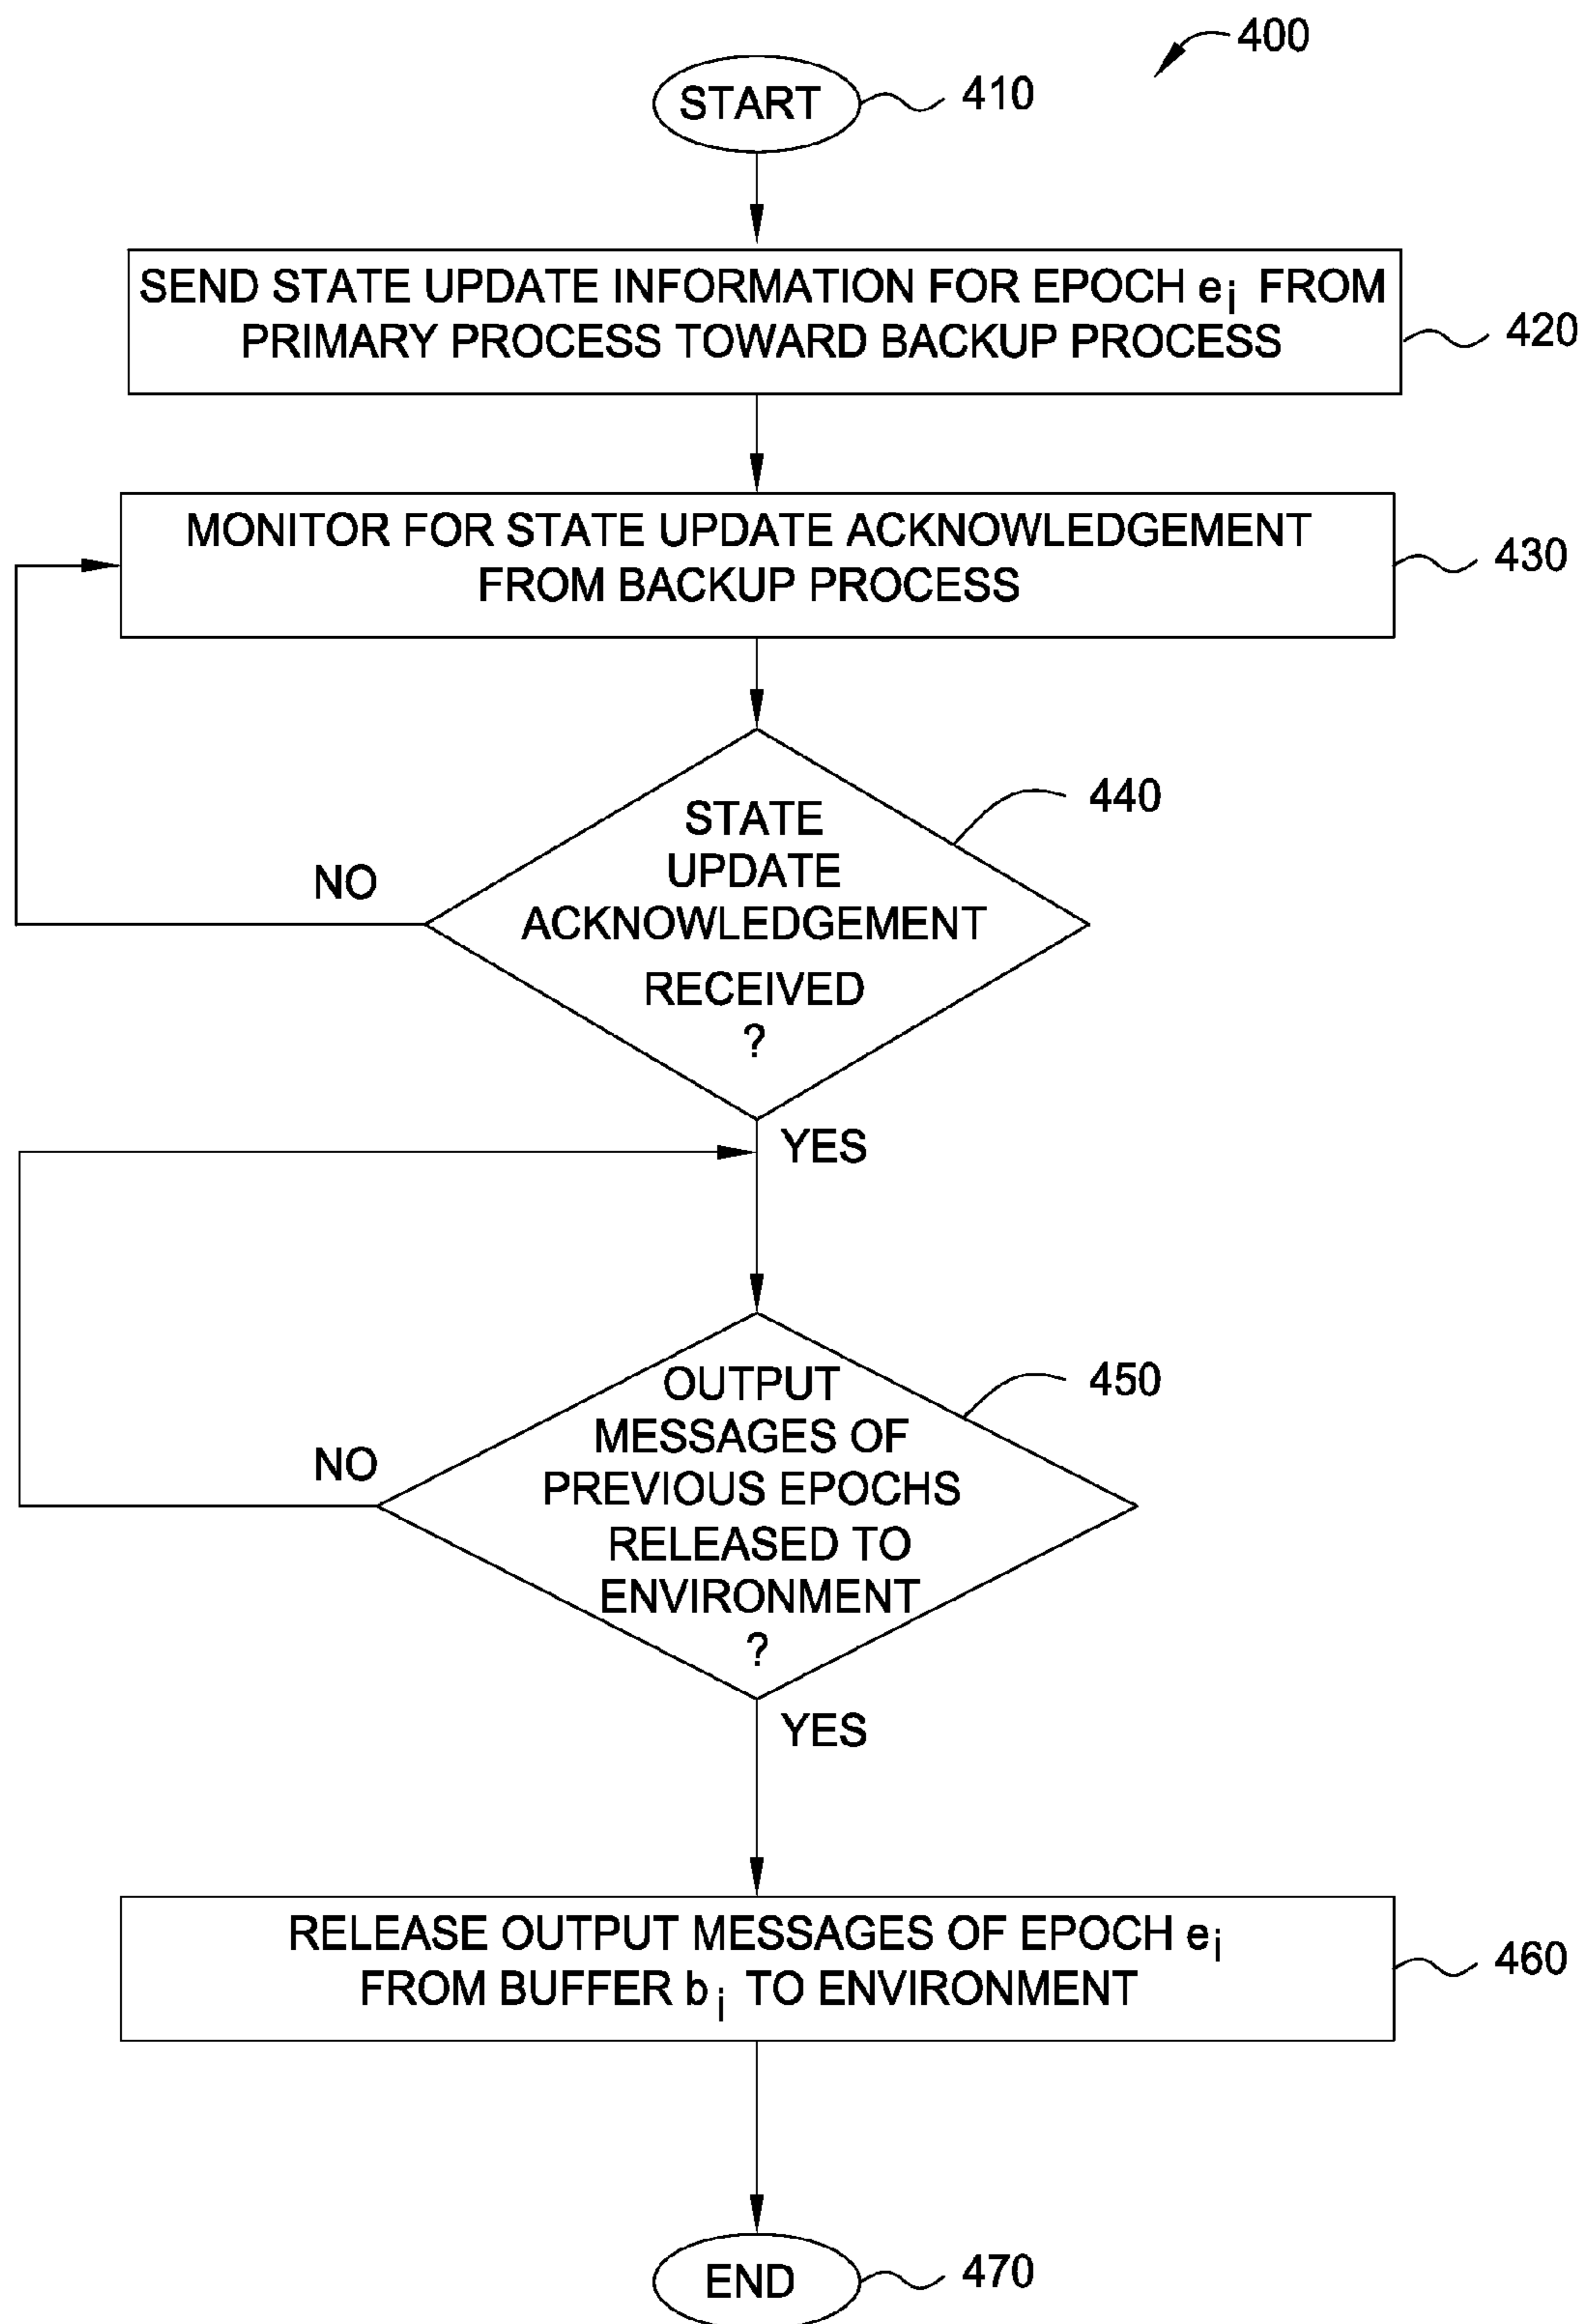 400
START
410
SEND STATE UPDATE INFORMATION FOR EPOCH ei FROM
PRIMARY PROCESS TOWARD BACKUP PROCESS
420
MONITOR FOR STATE UPDATE ACKNOWLEDGEMENT
FROM BACKUP PROCESS
430
STATE
UPDATE
ACKNOWLEDGEMENT
RECEIVED
?
440
NO
YES
OUTPUT
MESSAGES OF
PREVIOUS EPOCHS
RELEASED TO
ENVIRONMENT
?
450
NO
YES
RELEASE OUTPUT MESSAGES OF EPOCH ei
FROM BUFFER bi TO ENVIRONMENT
460
END
470